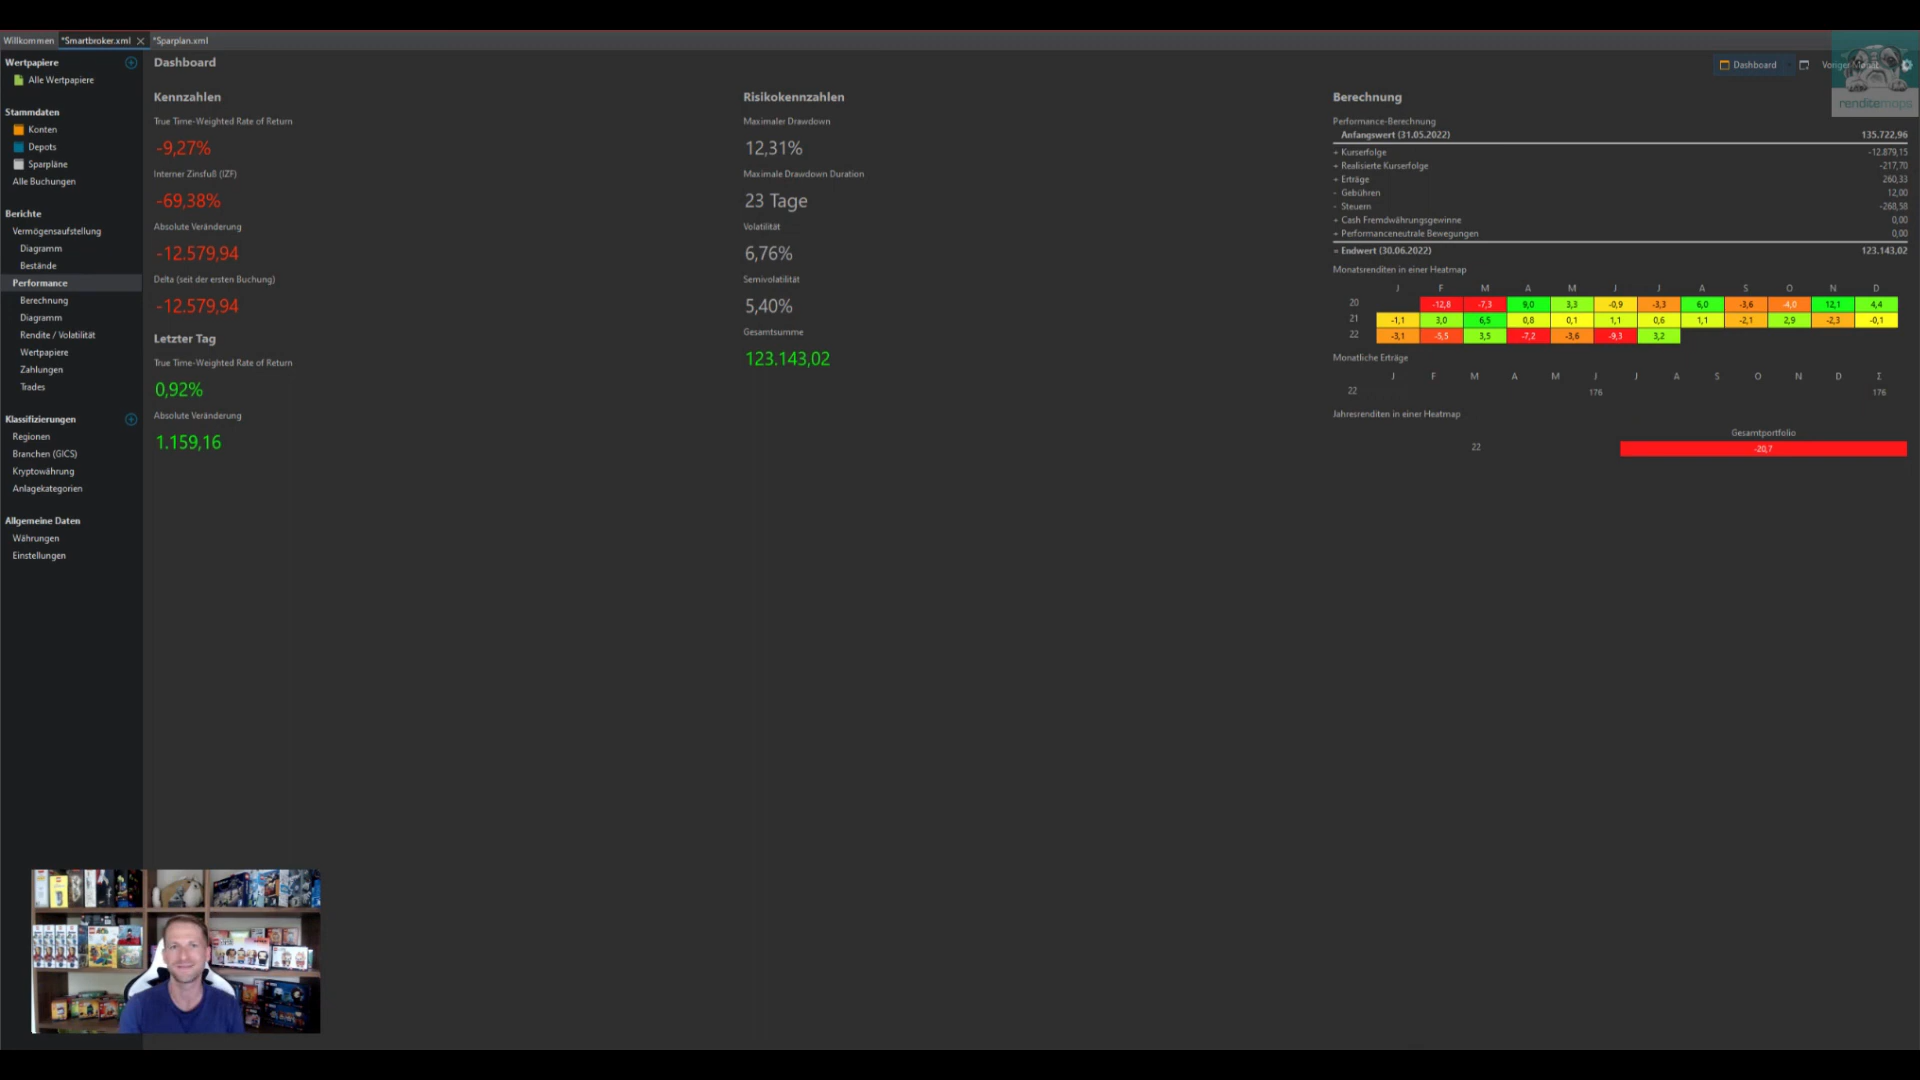 Willkommen *Smartbroker.xml *Sparplan.xml
Wertpapiere
Alle Wertpapiere
Stammdaten
Konten
Depots
Sparpläne
Alle Buchungen
Berichte
Vermögensaufstellung
Diagramm
Bestände
Performance
Berechnung
Diagramm
Rendite / Volatilität
Wertpapiere
Zahlungen
Trades
Klassifizierungen
Regionen
Branchen (GICS)
Kryptowährung
Anlagekategorien
Allgemeine Daten
Währungen
Einstellungen
Dashboard
Dashboard
Voriger Monat
renditemops
Kennzahlen
True Time-Weighted Rate of Return
-9,27%
Interner Zinsfuß (IZF)
-69,38%
Absolute Veränderung
-12.579,94
Delta (seit der ersten Buchung)
-12.579,94
Letzter Tag
True Time-Weighted Rate of Return
0,92%
Absolute Veränderung
1.159,16
Risikokennzahlen
Maximaler Drawdown
12,31%
Maximale Drawdown Duration
23 Tage
Volatilität
6,76%
Semivolatilität
5,40%
Gesamtsumme
123.143,02
Berechnung
Performance-Berechnung
Anfangswert (31.05.2022) 135.722,96
+ Kurserfolge -12.879,15
+ Realisierte Kurserfolge -217,70
+ Erträge 260,33
- Gebühren 12,00
- Steuern -268,58
+ Cash Fremdwährungsgewinne 0,00
+ Performanceneutrale Bewegungen 0,00
= Endwert (30.06.2022) 123.143,02
Monatsrenditen in einer Heatmap
J F M A M J J A S O N D
20 -12,8 -7,3 9,0 3,3 -0,9 -3,3 6,0 -3,6 -4,0 12,1 4,4
21 -1,1 3,0 6,5 0,8 0,1 1,1 0,6 1,1 -2,1 2,9 -2,3 -0,1
22 -3,1 -5,5 3,5 -7,2 -3,6 -9,3 3,2
Monatliche Erträge
J F M A M J J A S O N D Σ
22 176 176
Jahresrenditen in einer Heatmap
Gesamtportfolio
22 -20,7